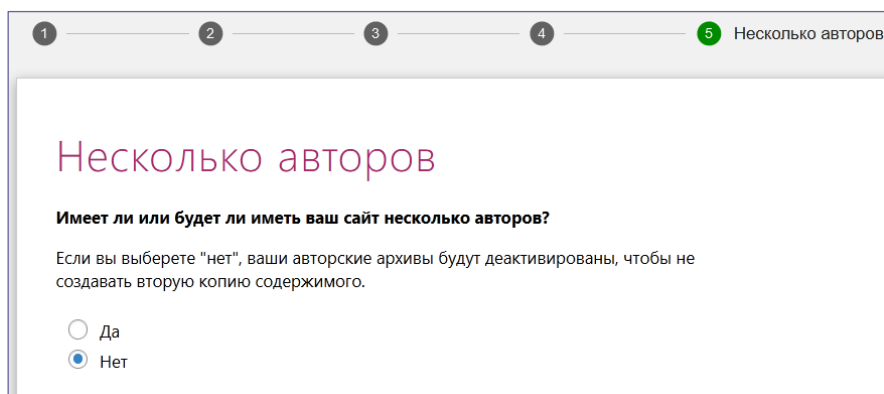 1 2 3 4 5 Несколько авторов
Несколько авторов
Имеет ли или будет ли иметь ваш сайт несколько авторов?
Если вы выберете "нет", ваши авторские архивы будут деактивированы, чтобы не
создавать вторую копию содержимого.
Да
Нет